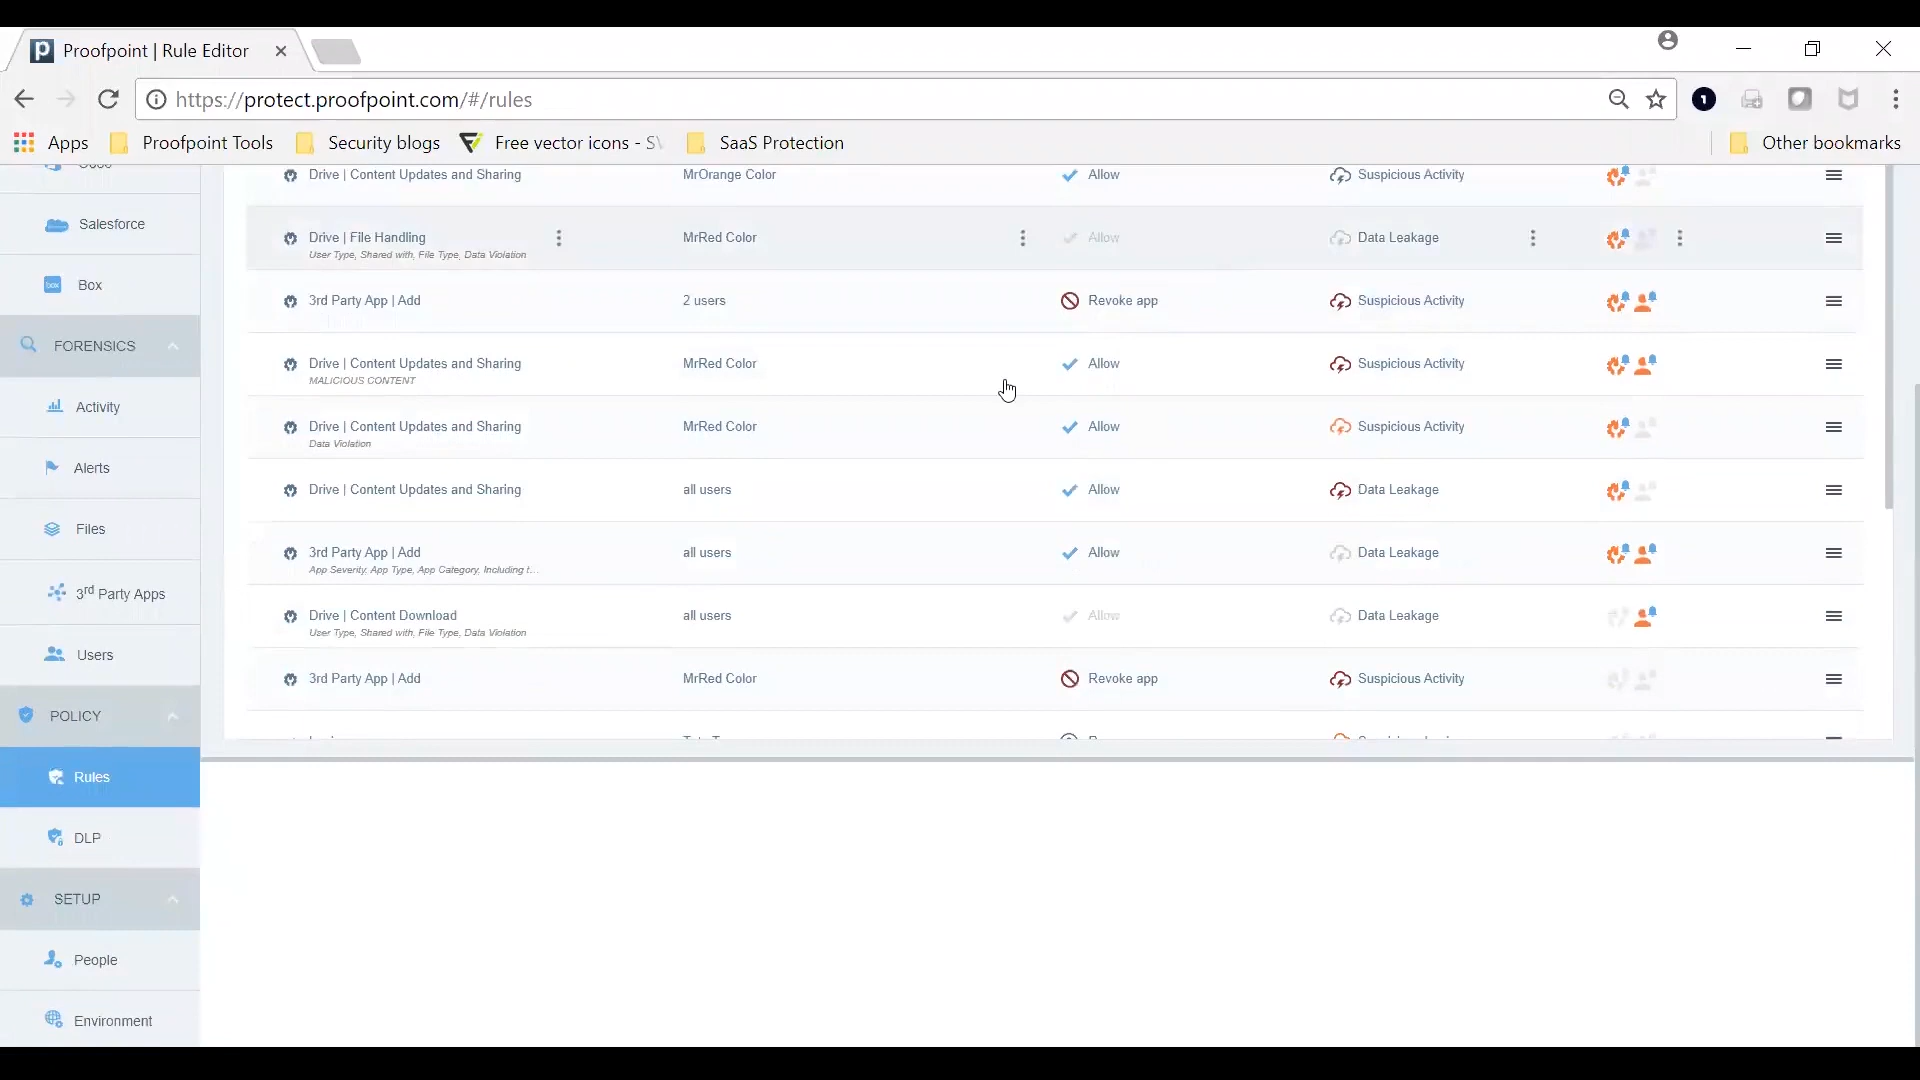 Proofpoint | Rule Editor
https://protect.proofpoint.com/#/rules
Apps Proofpoint Tools Security blogs Free vector icons - SV SaaS Protection Other bookmarks
Drive | Content Updates and Sharing MrOrange Color Allow Suspicious Activity
Salesforce
Drive | File Handling MrRed Color Allow Data Leakage
User Type, Shared with, File Type, Data Violation
Box
3rd Party App | Add 2 users Revoke app Suspicious Activity
FORENSICS
Drive | Content Updates and Sharing MrRed Color Allow Suspicious Activity
MALICIOUS CONTENT
Activity
Drive | Content Updates and Sharing MrRed Color Allow Suspicious Activity
Data Violation
Alerts
Drive | Content Updates and Sharing all users Allow Data Leakage
Files
3rd Party App | Add all users Allow Data Leakage
App Severity, App Type, App Category, Including t...
3rd Party Apps
Drive | Content Download all users Allow Data Leakage
User Type, Shared with, File Type, Data Violation
Users
3rd Party App | Add MrRed Color Revoke app Suspicious Activity
POLICY
Rules
DLP
SETUP
People
Environment